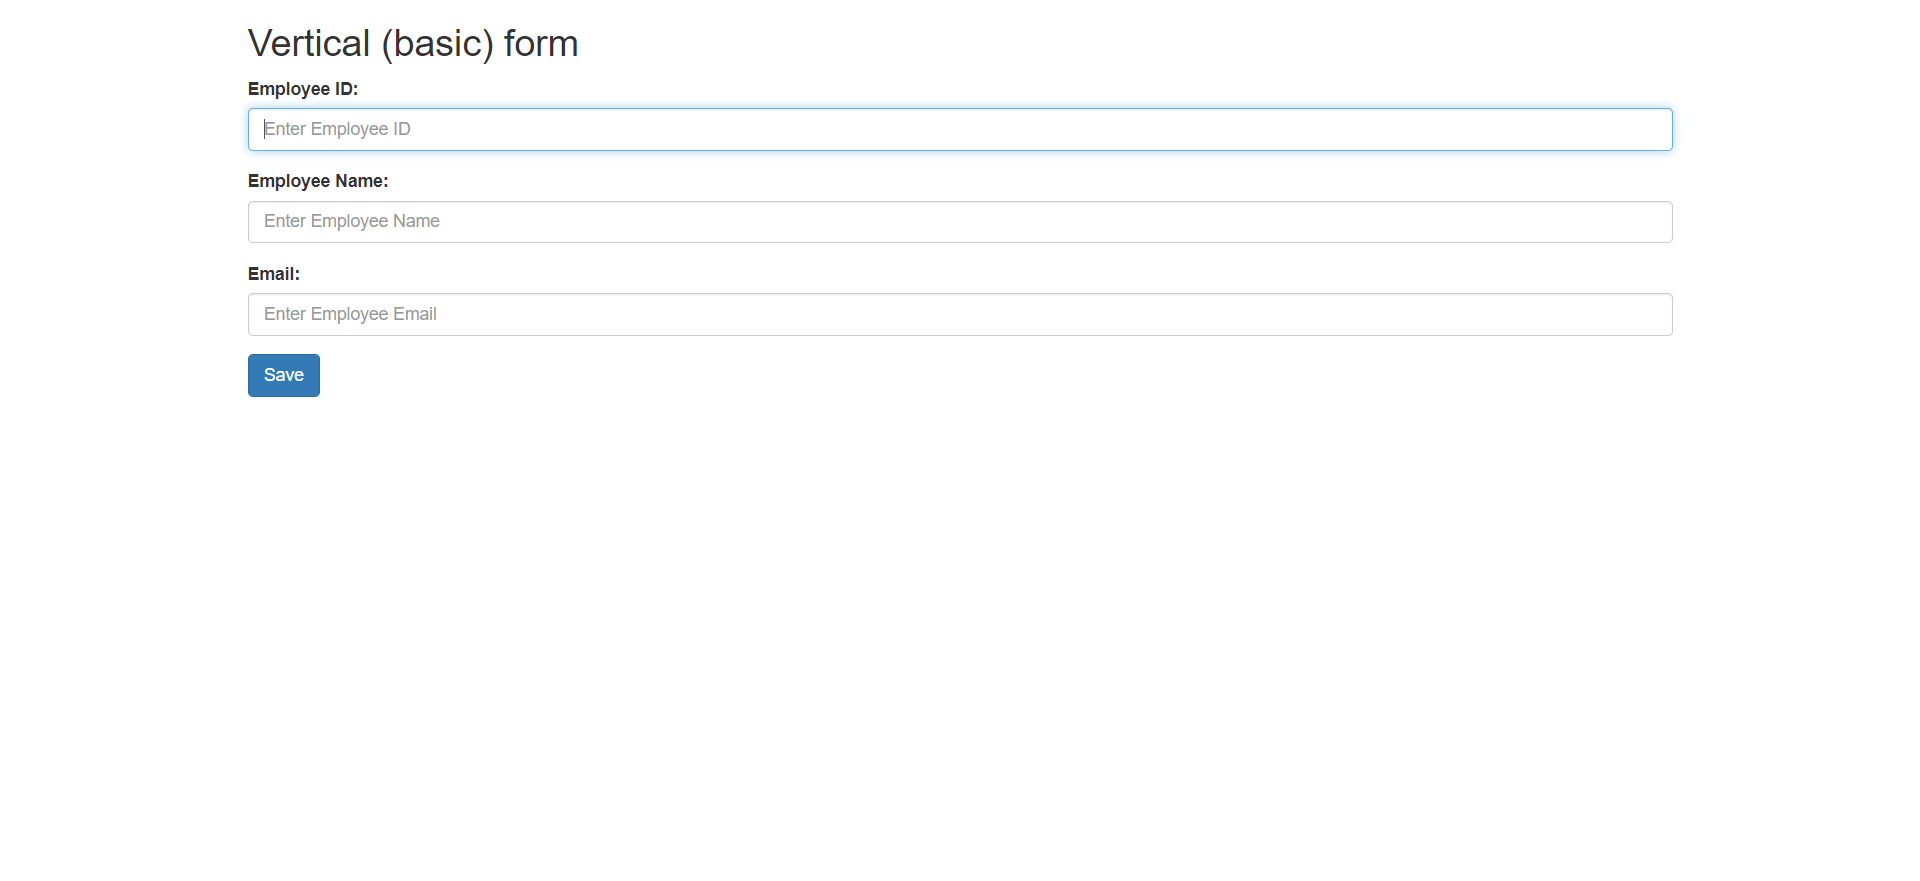 Vertical (basic) form
Employee ID:
Enter Employee ID
Employee Name:
Enter Employee Name
Email:
Enter Employee Email
Save